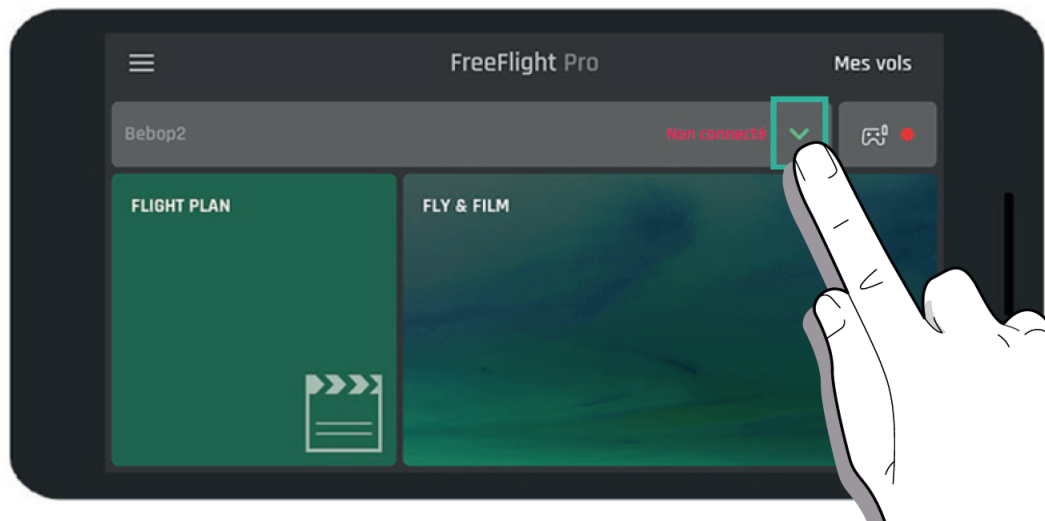 FreeFlight Pro
Mes vols
Bebop2
Non connecté
FLIGHT PLAN
FLY & FILM